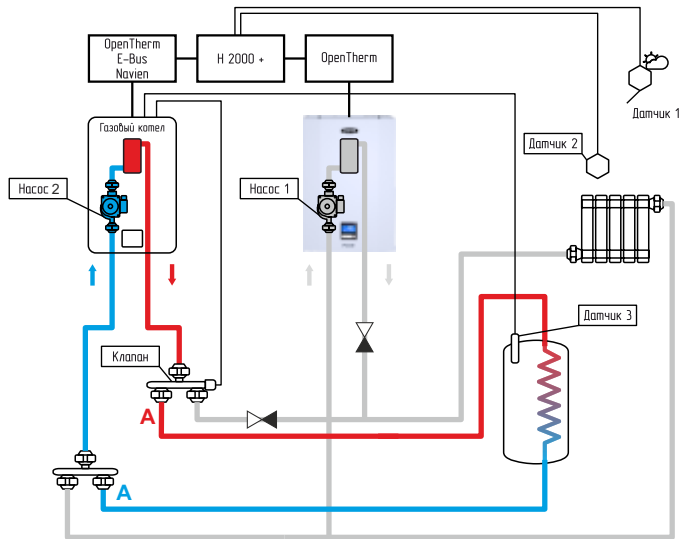 OpenTherm
E-Bus
Navien
H 2000 +
OpenTherm
Датчик 1
Газовый котел
Датчик 2
Насос 2
Насос 1
Датчик 3
Клапан
A
A